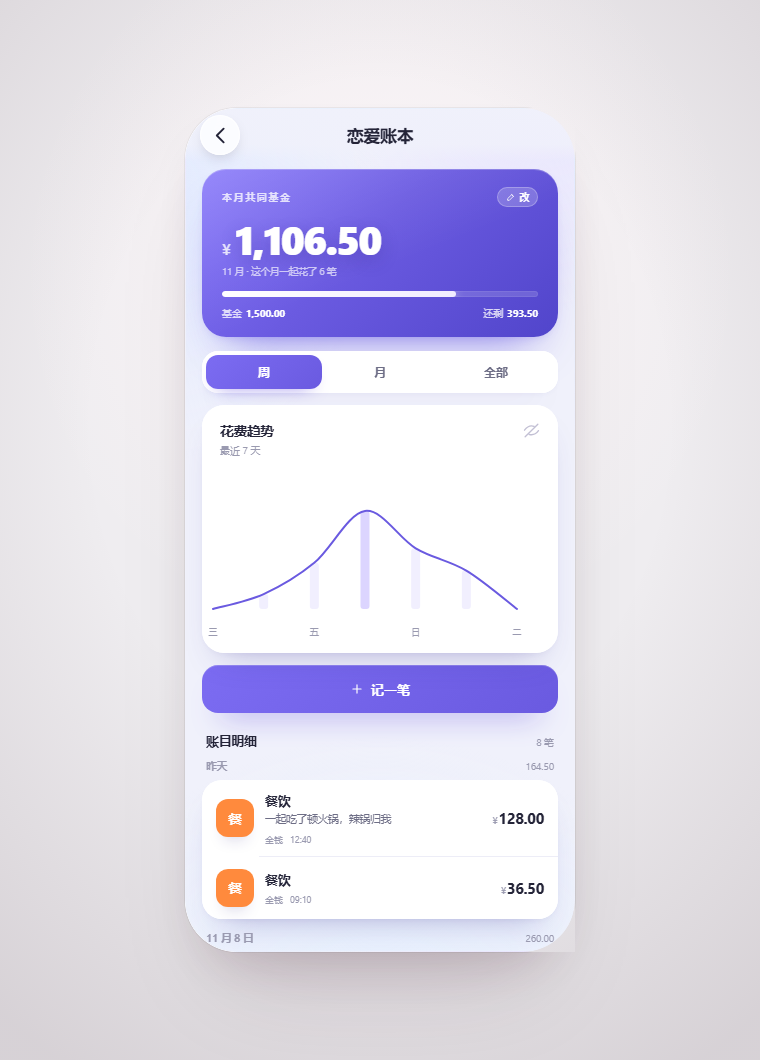 恋爱账本
本月共同基金
改
¥ 1,106.50
11 月 · 这个月一起花了 6 笔
基金 1,500.00
还剩 393.50
周 月 全部
花费趋势
最近 7 天
三 五 日 二
+ 记一笔
账目明细
8 笔
昨天
164.50
餐
餐饮
一起吃了顿火锅，辣锅归我
¥128.00
12:40
餐
餐饮
¥36.50
09:10
11 月 8 日
260.00